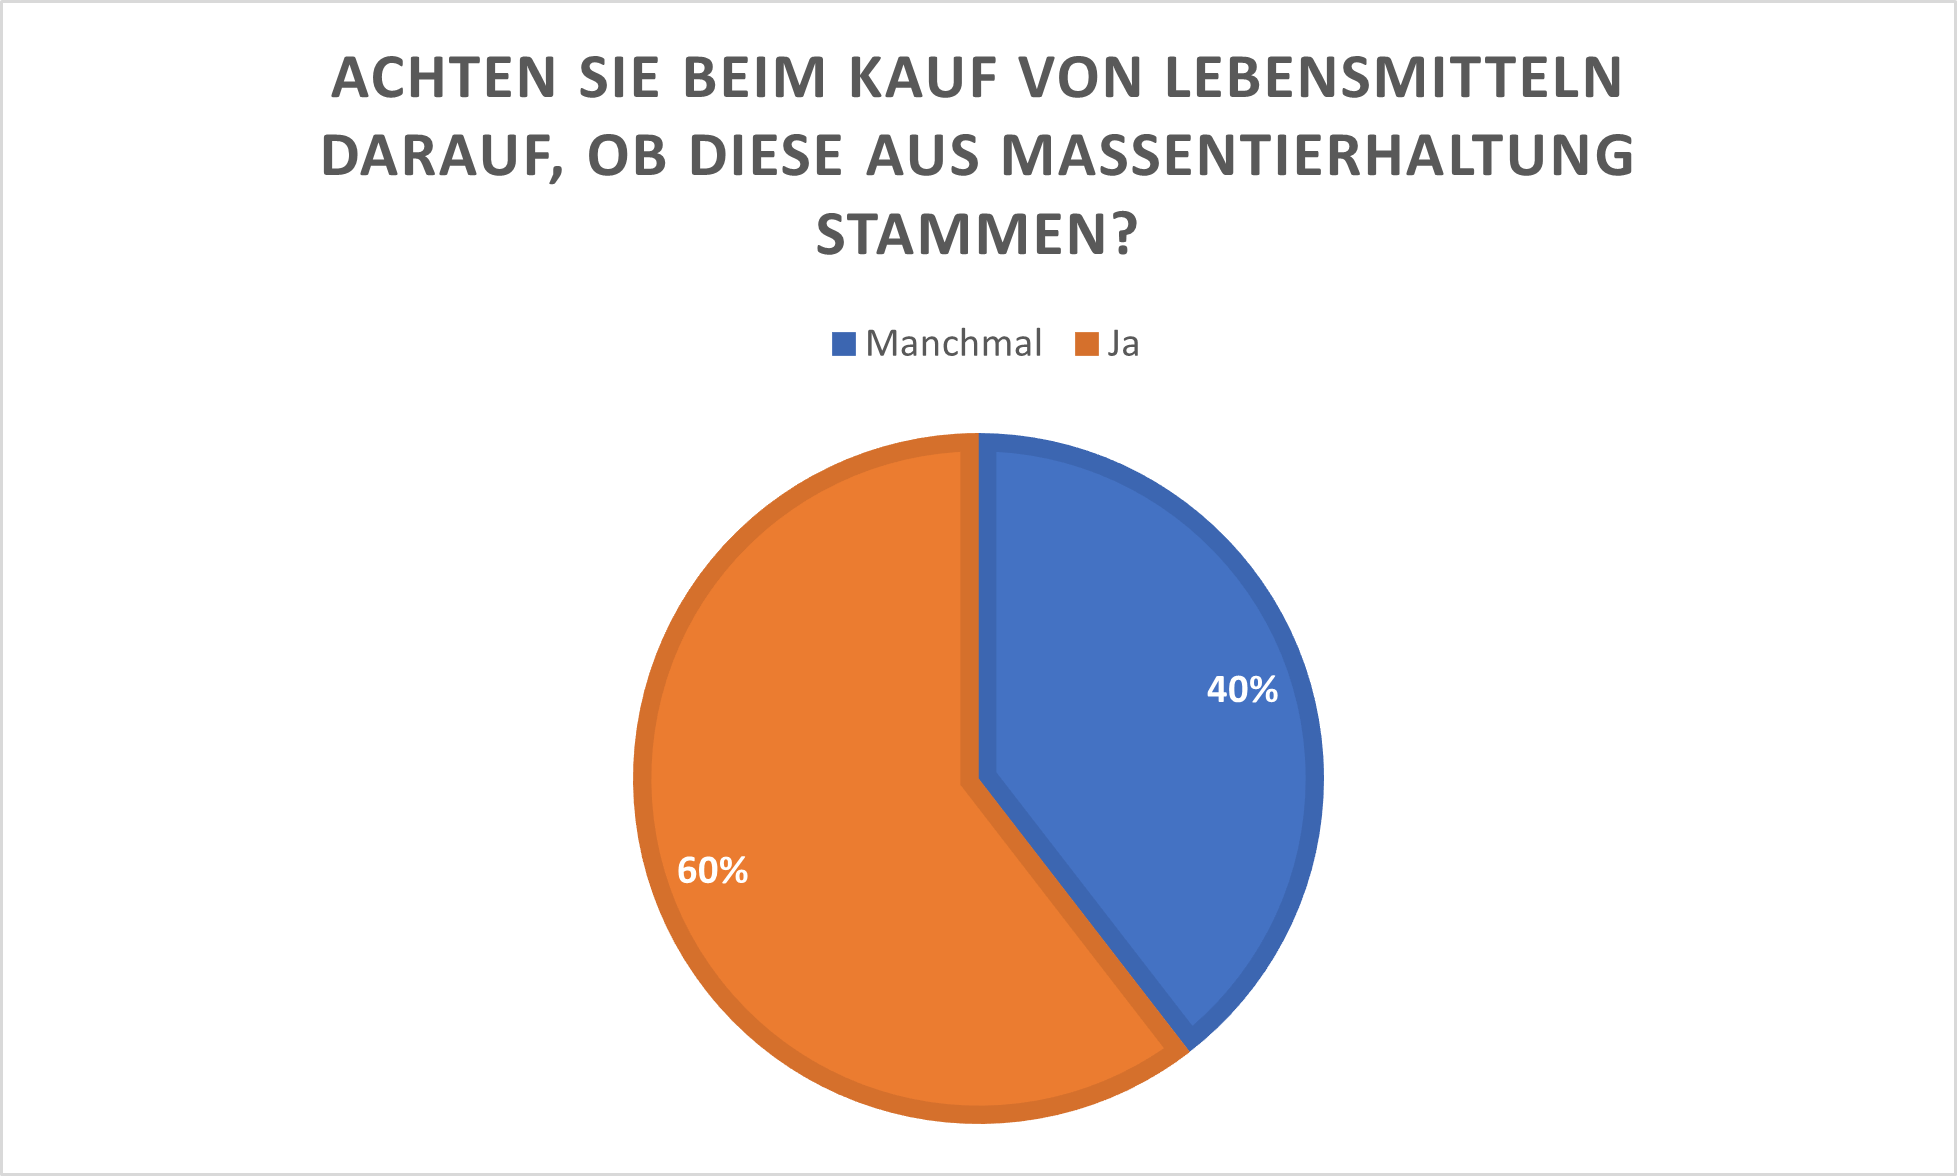 ACHTEN SIE BEIM KAUF VON LEBENSMITTELN
DARAUF, OB DIESE AUS MASSENTIERHALTUNG
STAMMEN?
Manchmal Ja
40%
60%